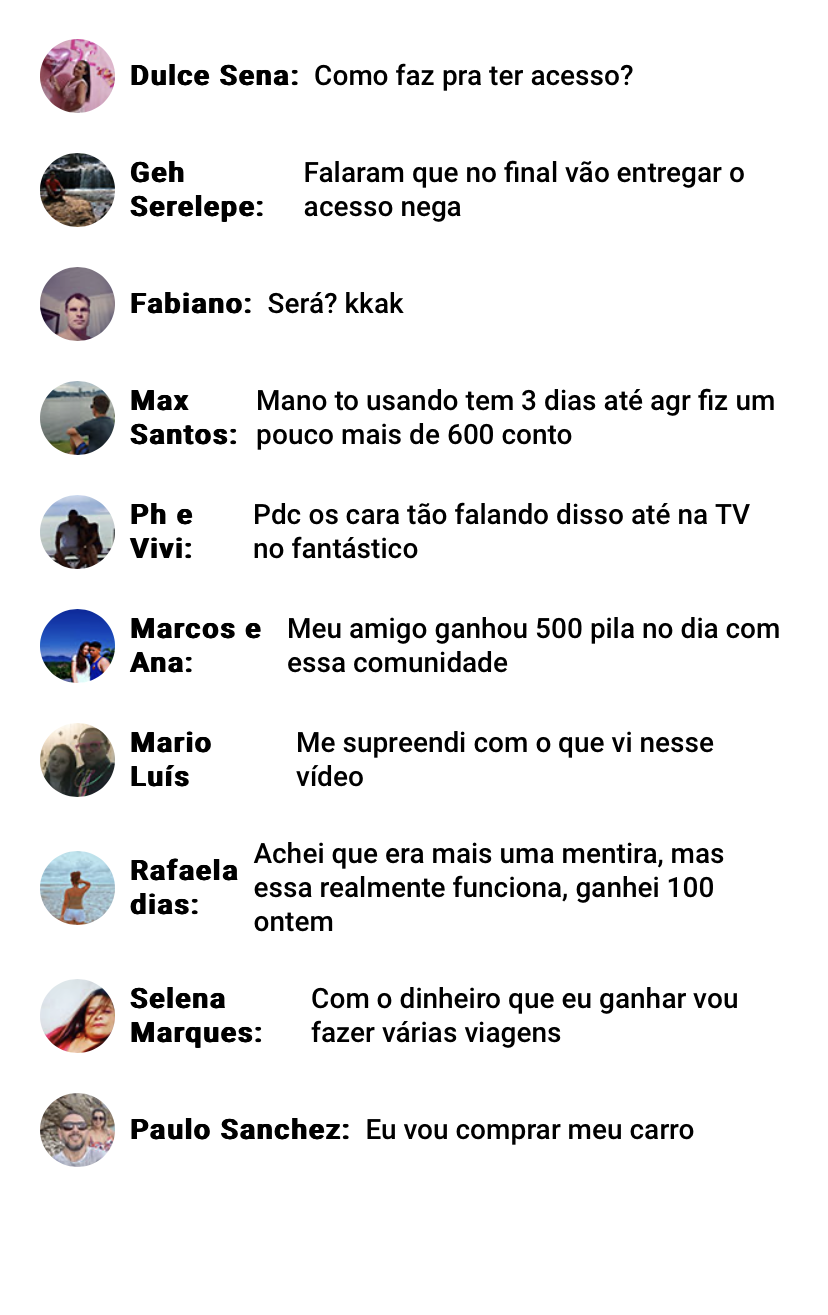 Dulce Sena: Como faz pra ter acesso?
Geh Falaram que no final vão entregar o
Serelepe: acesso nega
Fabiano: Será? kkak
Max Mano to usando tem 3 dias até agr fiz um
Santos: pouco mais de 600 conto
Ph e Pdc os cara tão falando disso até na TV
Vivi: no fantástico
Marcos e Meu amigo ganhou 500 pila no dia com
Ana: essa comunidade
Mario Me supreendi com o que vi nesse
Luís vídeo
Achei que era mais uma mentira, mas
Rafaela essa realmente funciona, ganhei 100
dias: ontem
Selena Com o dinheiro que eu ganhar vou
Marques: fazer várias viagens
Paulo Sanchez: Eu vou comprar meu carro